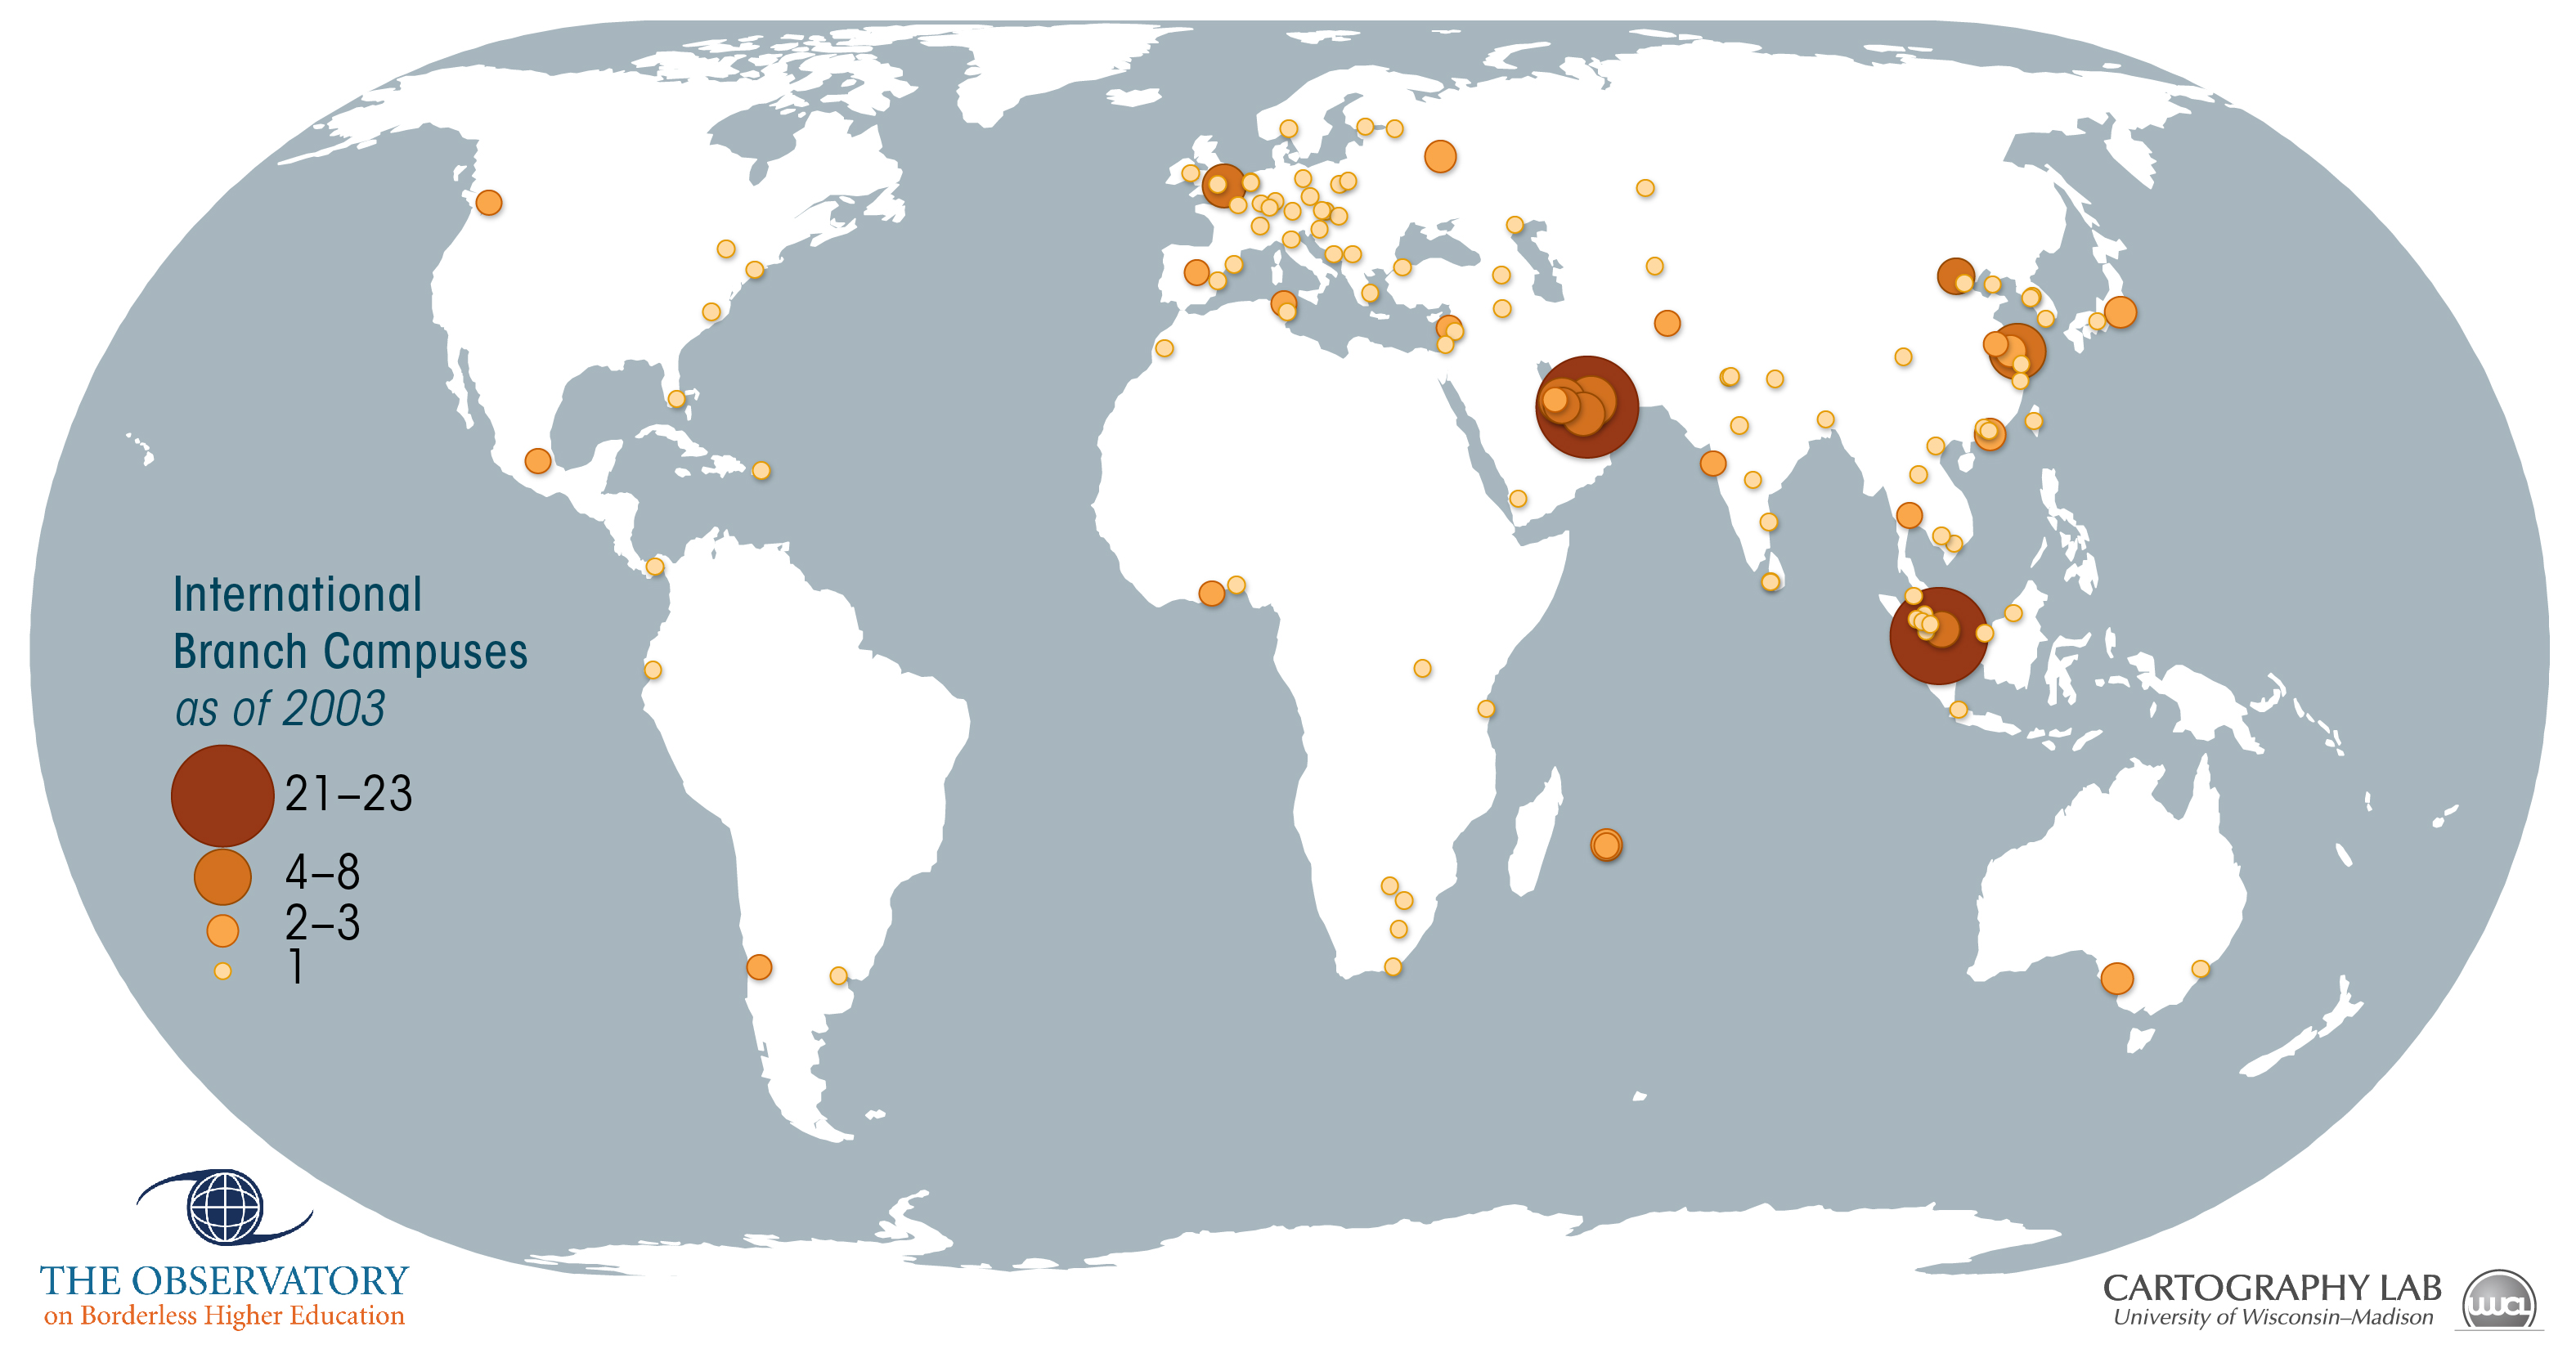 International
Branch Campuses
as of 2003
21–23
4–8
2–3
1
THE OBSERVATORY
on Borderless Higher Education
CARTOGRAPHY LAB
University of Wisconsin–Madison
UWCL